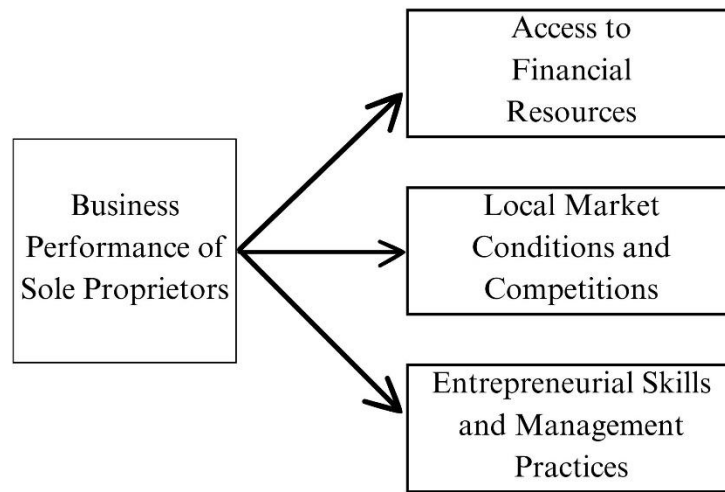 Business
Performance of
Sole Proprietors
Access to
Financial
Resources
Local Market
Conditions and
Competitions
Entrepreneurial Skills
and Management
Practices